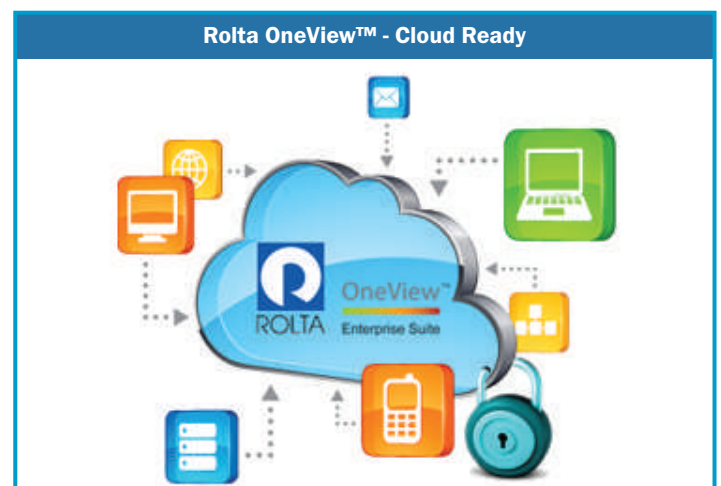 Rolta OneView™ - Cloud Ready
OneView™
ROLTA
Enterprise Suite